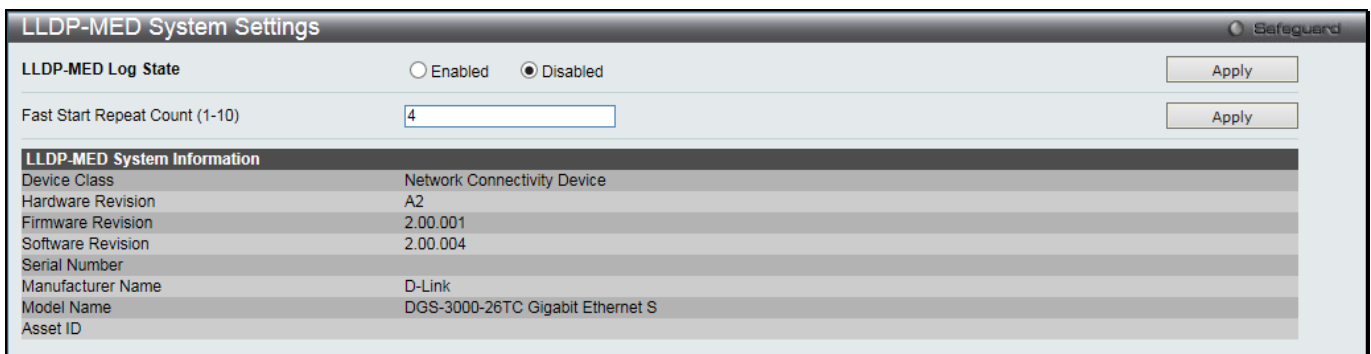 LLDP-MED System Settings Safeguard
LLDP-MED Log State Enabled Disabled Apply
Fast Start Repeat Count (1-10) 4 Apply
LLDP-MED System Information
Device Class Network Connectivity Device
Hardware Revision A2
Firmware Revision 2.00.001
Software Revision 2.00.004
Serial Number
Manufacturer Name D-Link
Model Name DGS-3000-26TC Gigabit Ethernet S
Asset ID